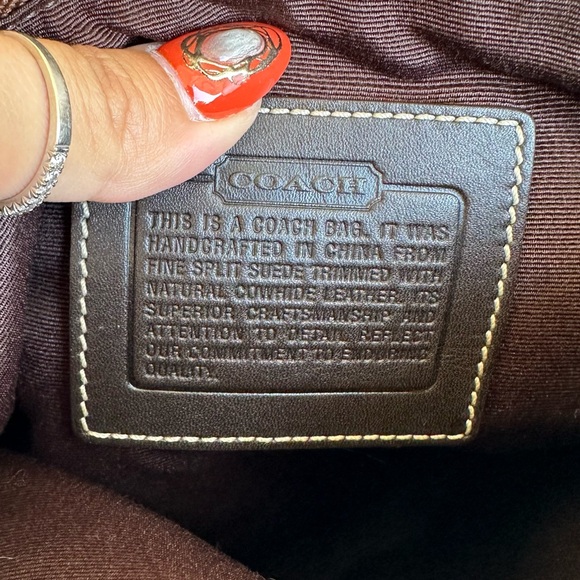 COACH
THIS IS A COACH BAG. IT WAS
HANDCRAFTED IN CHINA FROM
FINE SPLIT SUEDE TRIMMED WITH
NATURAL COWHIDE LEATHER. ITS
SUPERIOR CRAFTSMANSHIP AND
ATTENTION TO DETAIL REFLECT
OUR COMMITMENT TO ENDURING
QUALITY.